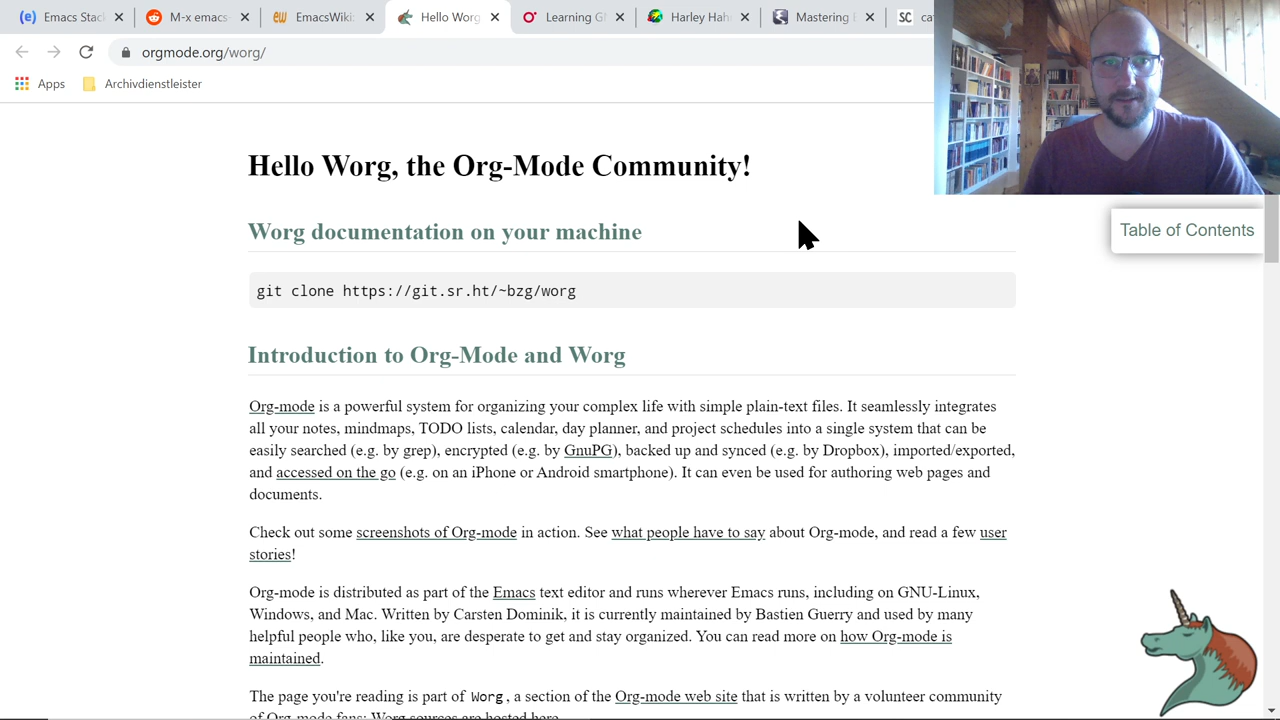 Emacs Stack
M-x emacs
EmacsWiki:
Hello Worg
Learning G
Harley Hah
Mastering
ca
orgmode.org/worg/
Apps
Archivdienstleister
Hello Worg, the Org-Mode Community!
Table of Contents
Worg documentation on your machine
git clone https://git.sr.ht/~bzg/worg
Introduction to Org-Mode and Worg
Org-mode is a powerful system for organizing your complex life with simple plain-text files. It seamlessly integrates
all your notes, mindmaps, TODO lists, calendar, day planner, and project schedules into a single system that can be
easily searched (e.g. by grep), encrypted (e.g. by GnuPG), backed up and synced (e.g. by Dropbox), imported/exported,
and accessed on the go (e.g. on an iPhone or Android smartphone). It can even be used for authoring web pages and
documents.
Check out some screenshots of Org-mode in action. See what people have to say about Org-mode, and read a few user
stories!
Org-mode is distributed as part of the Emacs text editor and runs wherever Emacs runs, including on GNU-Linux,
Windows, and Mac. Written by Carsten Dominik, it is currently maintained by Bastien Guerry and used by many
helpful people who, like you, are desperate to get and stay organized. You can read more on how Org-mode is
maintained.
The page you're reading is part of Worg, a section of the Org-mode web site that is written by a volunteer community
of Org-mode fans; Worg sources are hosted here.